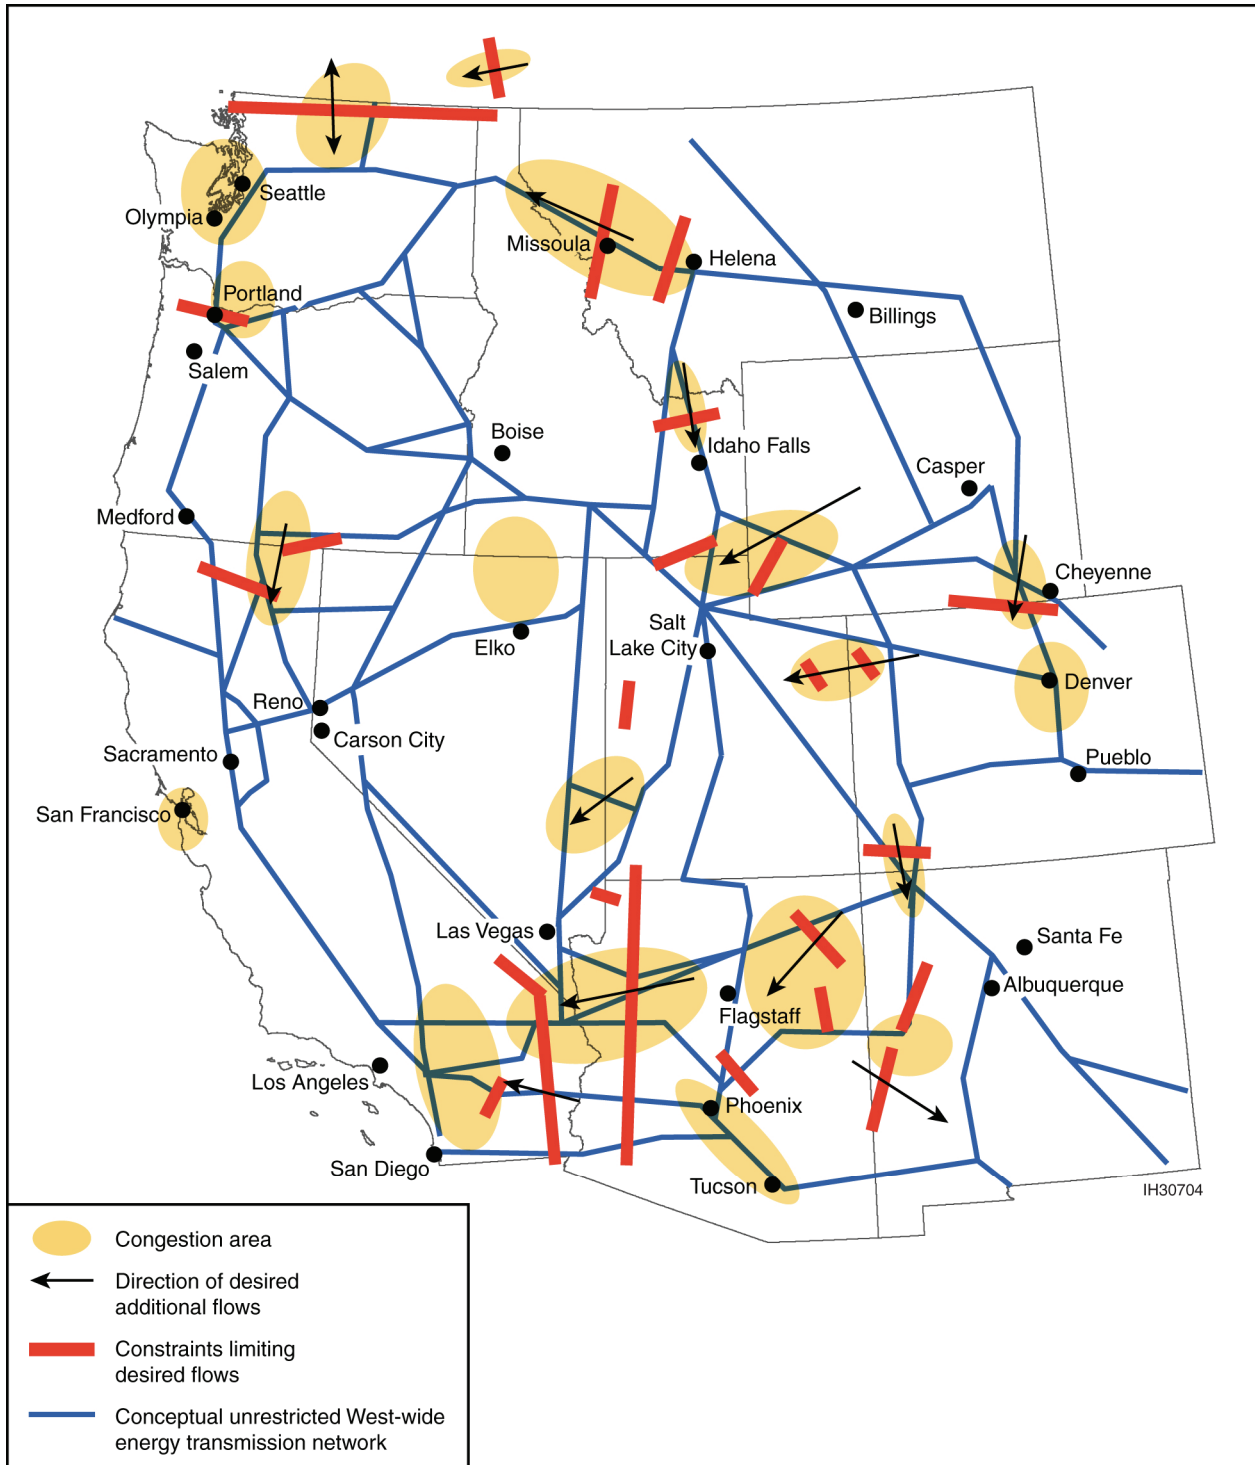 Seattle
Olympia
Missoula
Helena
Portland
Billings
Salem
Boise
Idaho Falls
Casper
Medford
Cheyenne
Salt
Lake City
Elko
Denver
Reno
Carson City
Sacramento
Pueblo
San Francisco
Las Vegas
Santa Fe
Albuquerque
Flagstaff
Los Angeles
Phoenix
San Diego
Tucson
IH30704
Congestion area
Direction of desired
additional flows
Constraints limiting
desired flows
Conceptual unrestricted West-wide
energy transmission network